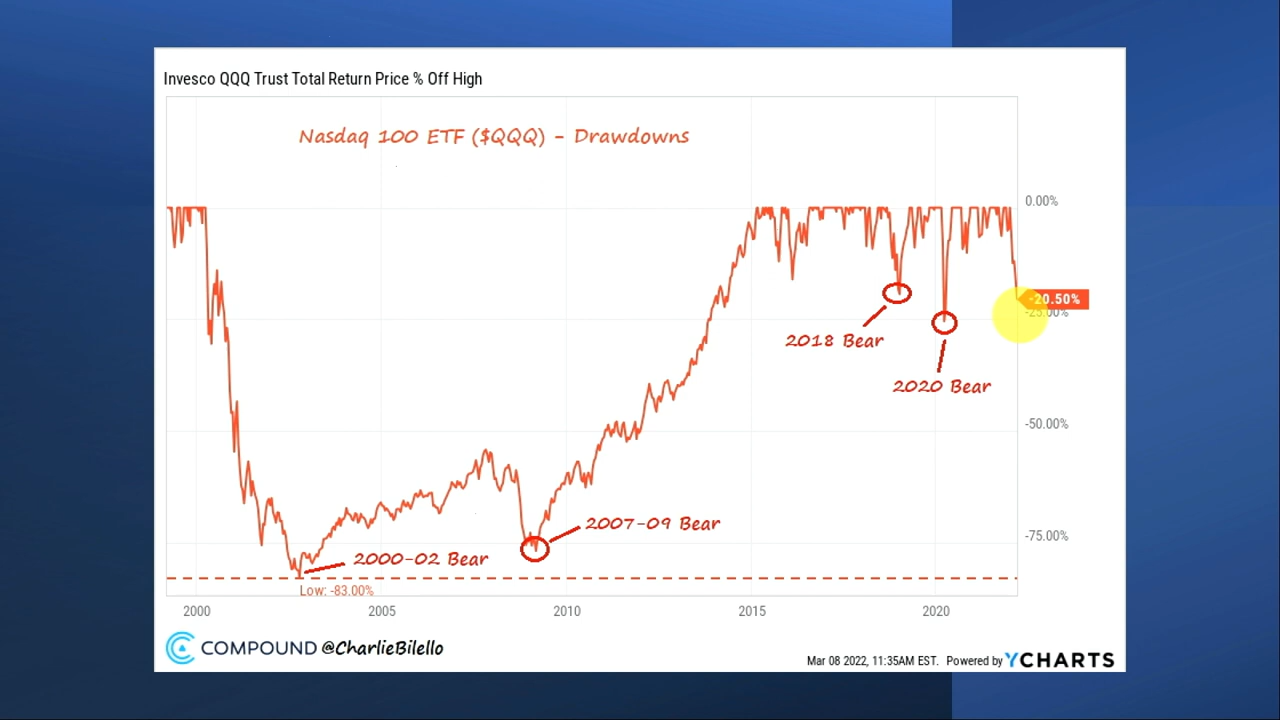 Invesco QQQ Trust Total Return Price % Off High
Nasdaq 100 ETF ($QQQ) - Drawdowns
0.00%
-20.50%
-25.00%
2018 Bear
2020 Bear
-50.00%
2007-09 Bear
-75.00%
2000-02 Bear
Low: -83.00%
2000 2005 2010 2015 2020
COMPOUND @CharlieBilello
Mar 08 2022, 11:35AM EST. Powered by YCHARTS